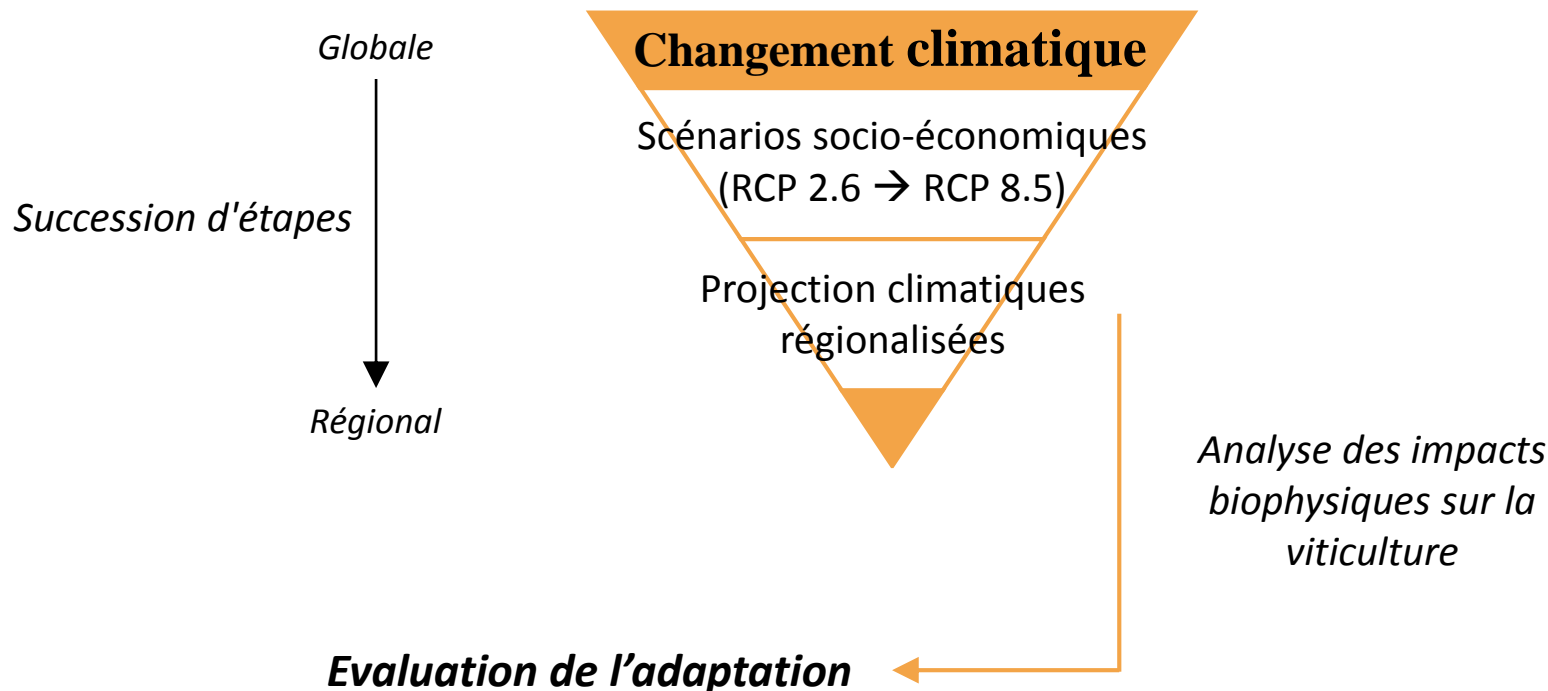 Globale
Changement climatique
Scénarios socio-économiques
(RCP 2.6 → RCP 8.5)
Succession d'étapes
Projection climatiques
régionalisées
Régional
Analyse des impacts
biophysiques sur la
viticulture
Evaluation de l’adaptation